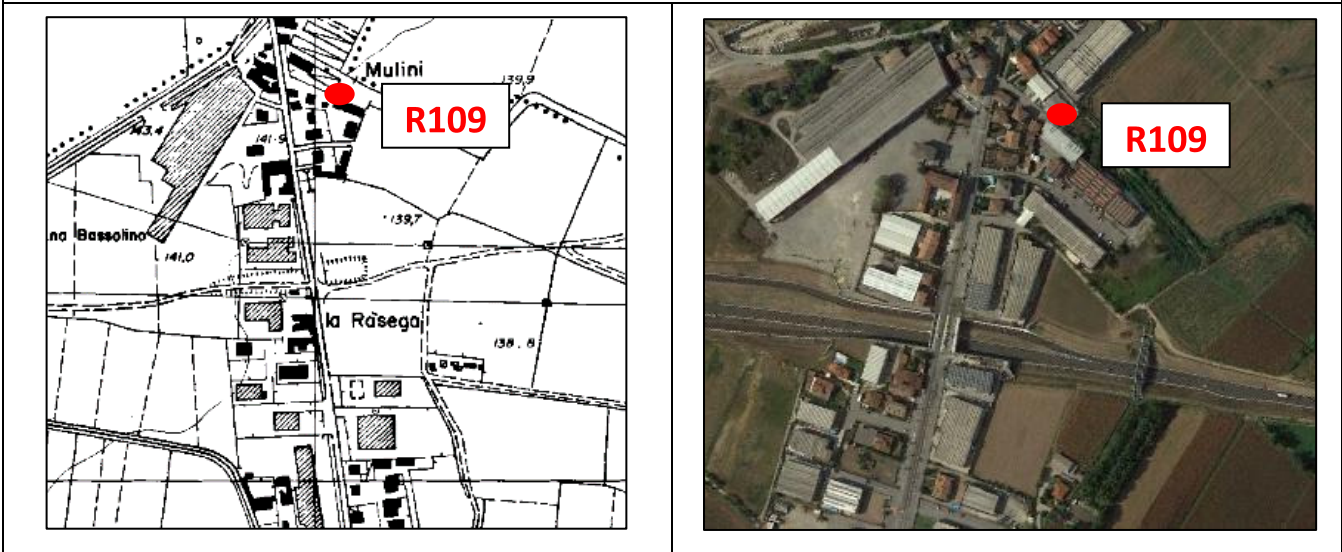 Mulini
139,9
R109
143,4
141.9
139,7
na Bassolino
141,0
la Rasega
138.8
R109